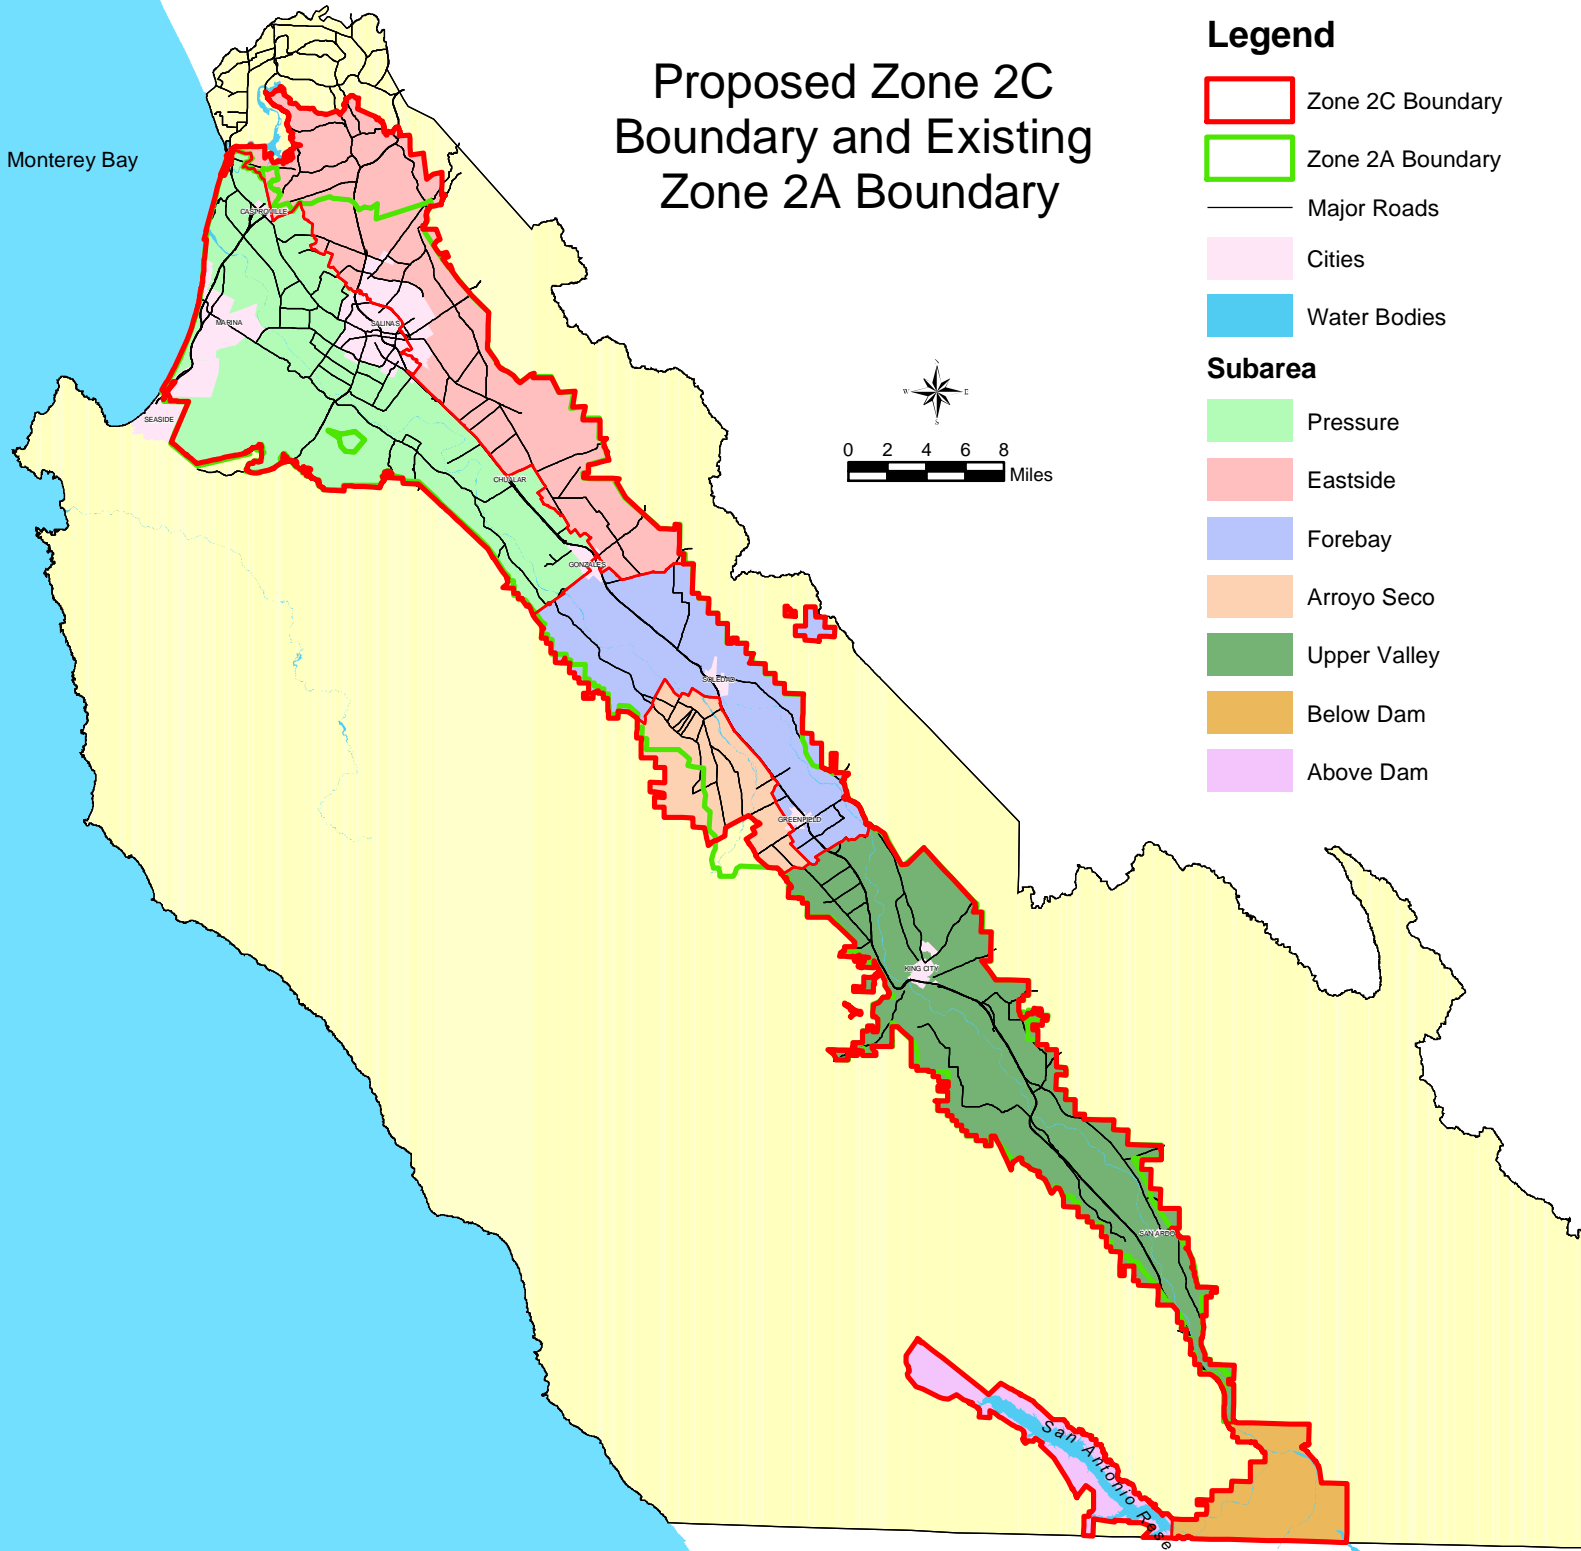 Proposed Zone 2C
Boundary and Existing
Zone 2A Boundary
Legend
Zone 2C Boundary
Zone 2A Boundary
Major Roads
Cities
Water Bodies
Subarea
Pressure
Eastside
Forebay
Arroyo Seco
Upper Valley
Below Dam
Above Dam
N
W E
S
0 2 4 6 8
Miles
Monterey Bay
CASTROVILLE
MARINA
SALINAS
SEASIDE
CHUALAR
GONZALES
SOLEDAD
GREENFIELD
KING CITY
SAN ARDO
San Antonio Rese